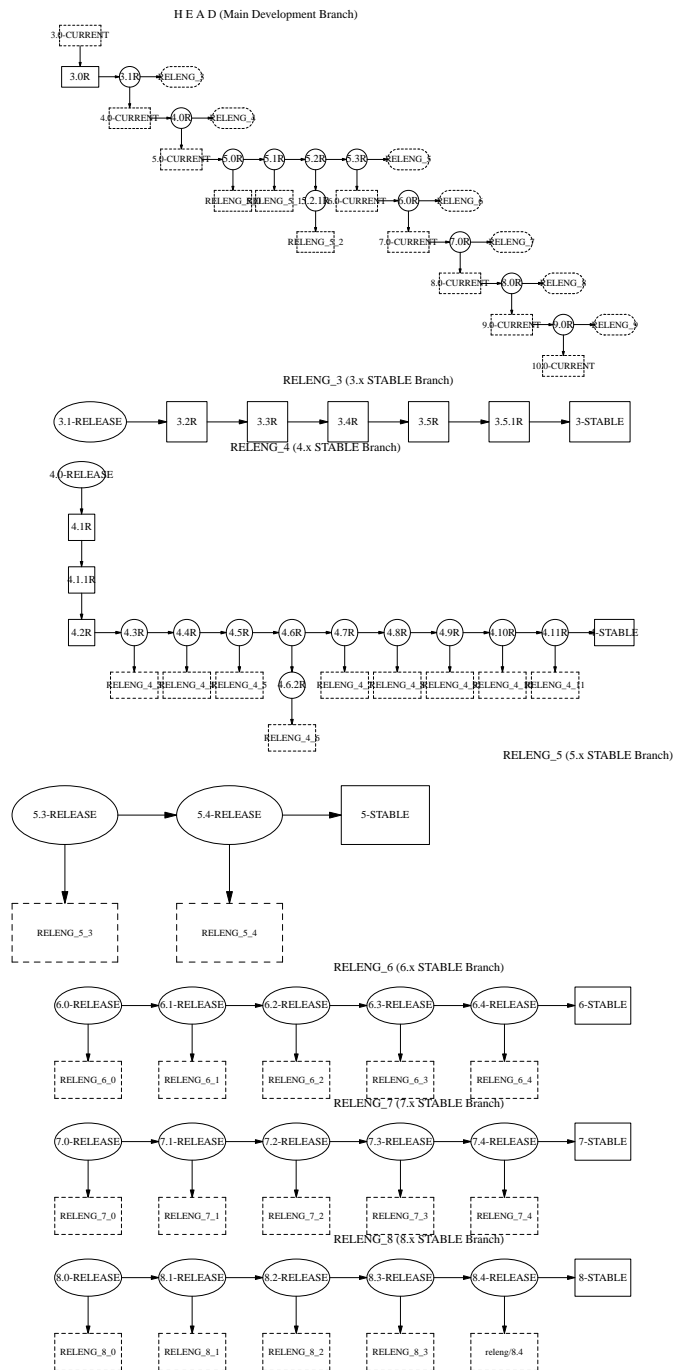 H E A D (Main Development Branch)
3.0-CURRENT
3.0R 3.1R RELENG_3
4.0-CURRENT 4.0R RELENG_4
5.0-CURRENT 5.0R 5.1R 5.2R 5.3R RELENG_5
RELENG_5_0 RELENG_5_1 5.2.1R 6.0-CURRENT 6.0R RELENG_6
RELENG_5_2 7.0-CURRENT 7.0R RELENG_7
8.0-CURRENT 8.0R RELENG_8
9.0-CURRENT 9.0R RELENG_9
10.0-CURRENT
RELENG_3 (3.x STABLE Branch)
3.1-RELEASE 3.2R 3.3R 3.4R 3.5R 3.5.1R 3-STABLE
RELENG_4 (4.x STABLE Branch)
4.0-RELEASE
4.1R
4.1.1R
4.2R 4.3R 4.4R 4.5R 4.6R 4.7R 4.8R 4.9R 4.10R 4.11R 4-STABLE
RELENG_4_3 RELENG_4_4 RELENG_4_5 4.6.2R RELENG_4_7 RELENG_4_8 RELENG_4_9 RELENG_4_10 RELENG_4_11
RELENG_4_6
RELENG_5 (5.x STABLE Branch)
5.3-RELEASE 5.4-RELEASE 5-STABLE
RELENG_5_3 RELENG_5_4
RELENG_6 (6.x STABLE Branch)
6.0-RELEASE 6.1-RELEASE 6.2-RELEASE 6.3-RELEASE 6.4-RELEASE 6-STABLE
RELENG_6_0 RELENG_6_1 RELENG_6_2 RELENG_6_3 RELENG_6_4
RELENG_7 (7.x STABLE Branch)
7.0-RELEASE 7.1-RELEASE 7.2-RELEASE 7.3-RELEASE 7.4-RELEASE 7-STABLE
RELENG_7_0 RELENG_7_1 RELENG_7_2 RELENG_7_3 RELENG_7_4
RELENG_8 (8.x STABLE Branch)
8.0-RELEASE 8.1-RELEASE 8.2-RELEASE 8.3-RELEASE 8.4-RELEASE 8-STABLE
RELENG_8_0 RELENG_8_1 RELENG_8_2 RELENG_8_3 releng/8.4